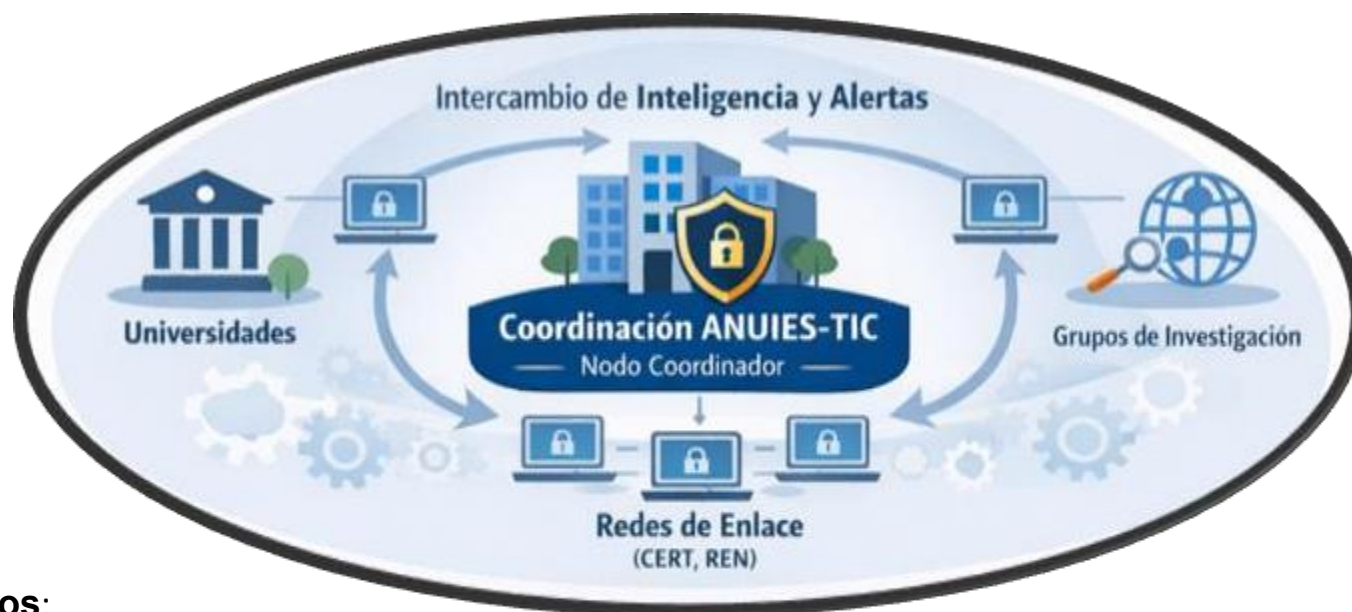 Intercambio de Inteligencia y Alertas
Universidades
Coordinación ANUIES-TIC
Nodo Coordinador
Grupos de Investigación
Redes de Enlace
(CERT, REN)
os: